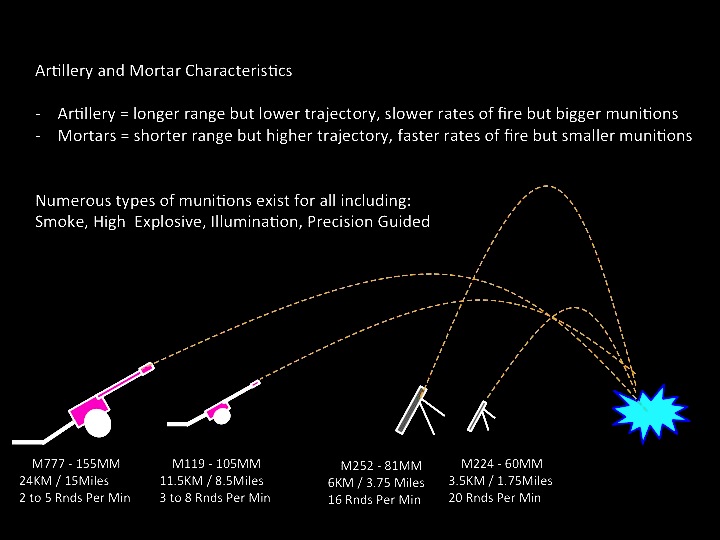 Artillery and Mortar Characteristics
- Artillery = longer range but lower trajectory, slower rates of fire but bigger munitions
- Mortars = shorter range but higher trajectory, faster rates of fire but smaller munitions
Numerous types of munitions exist for all including:
Smoke, High Explosive, Illumination, Precision Guided
M777 - 155MM
24KM / 15Miles
2 to 5 Rnds Per Min
M119 - 105MM
11.5KM / 8.5Miles
3 to 8 Rnds Per Min
M252 - 81MM
6KM / 3.75 Miles
16 Rnds Per Min
M224 - 60MM
3.5KM / 1.75Miles
20 Rnds Per Min